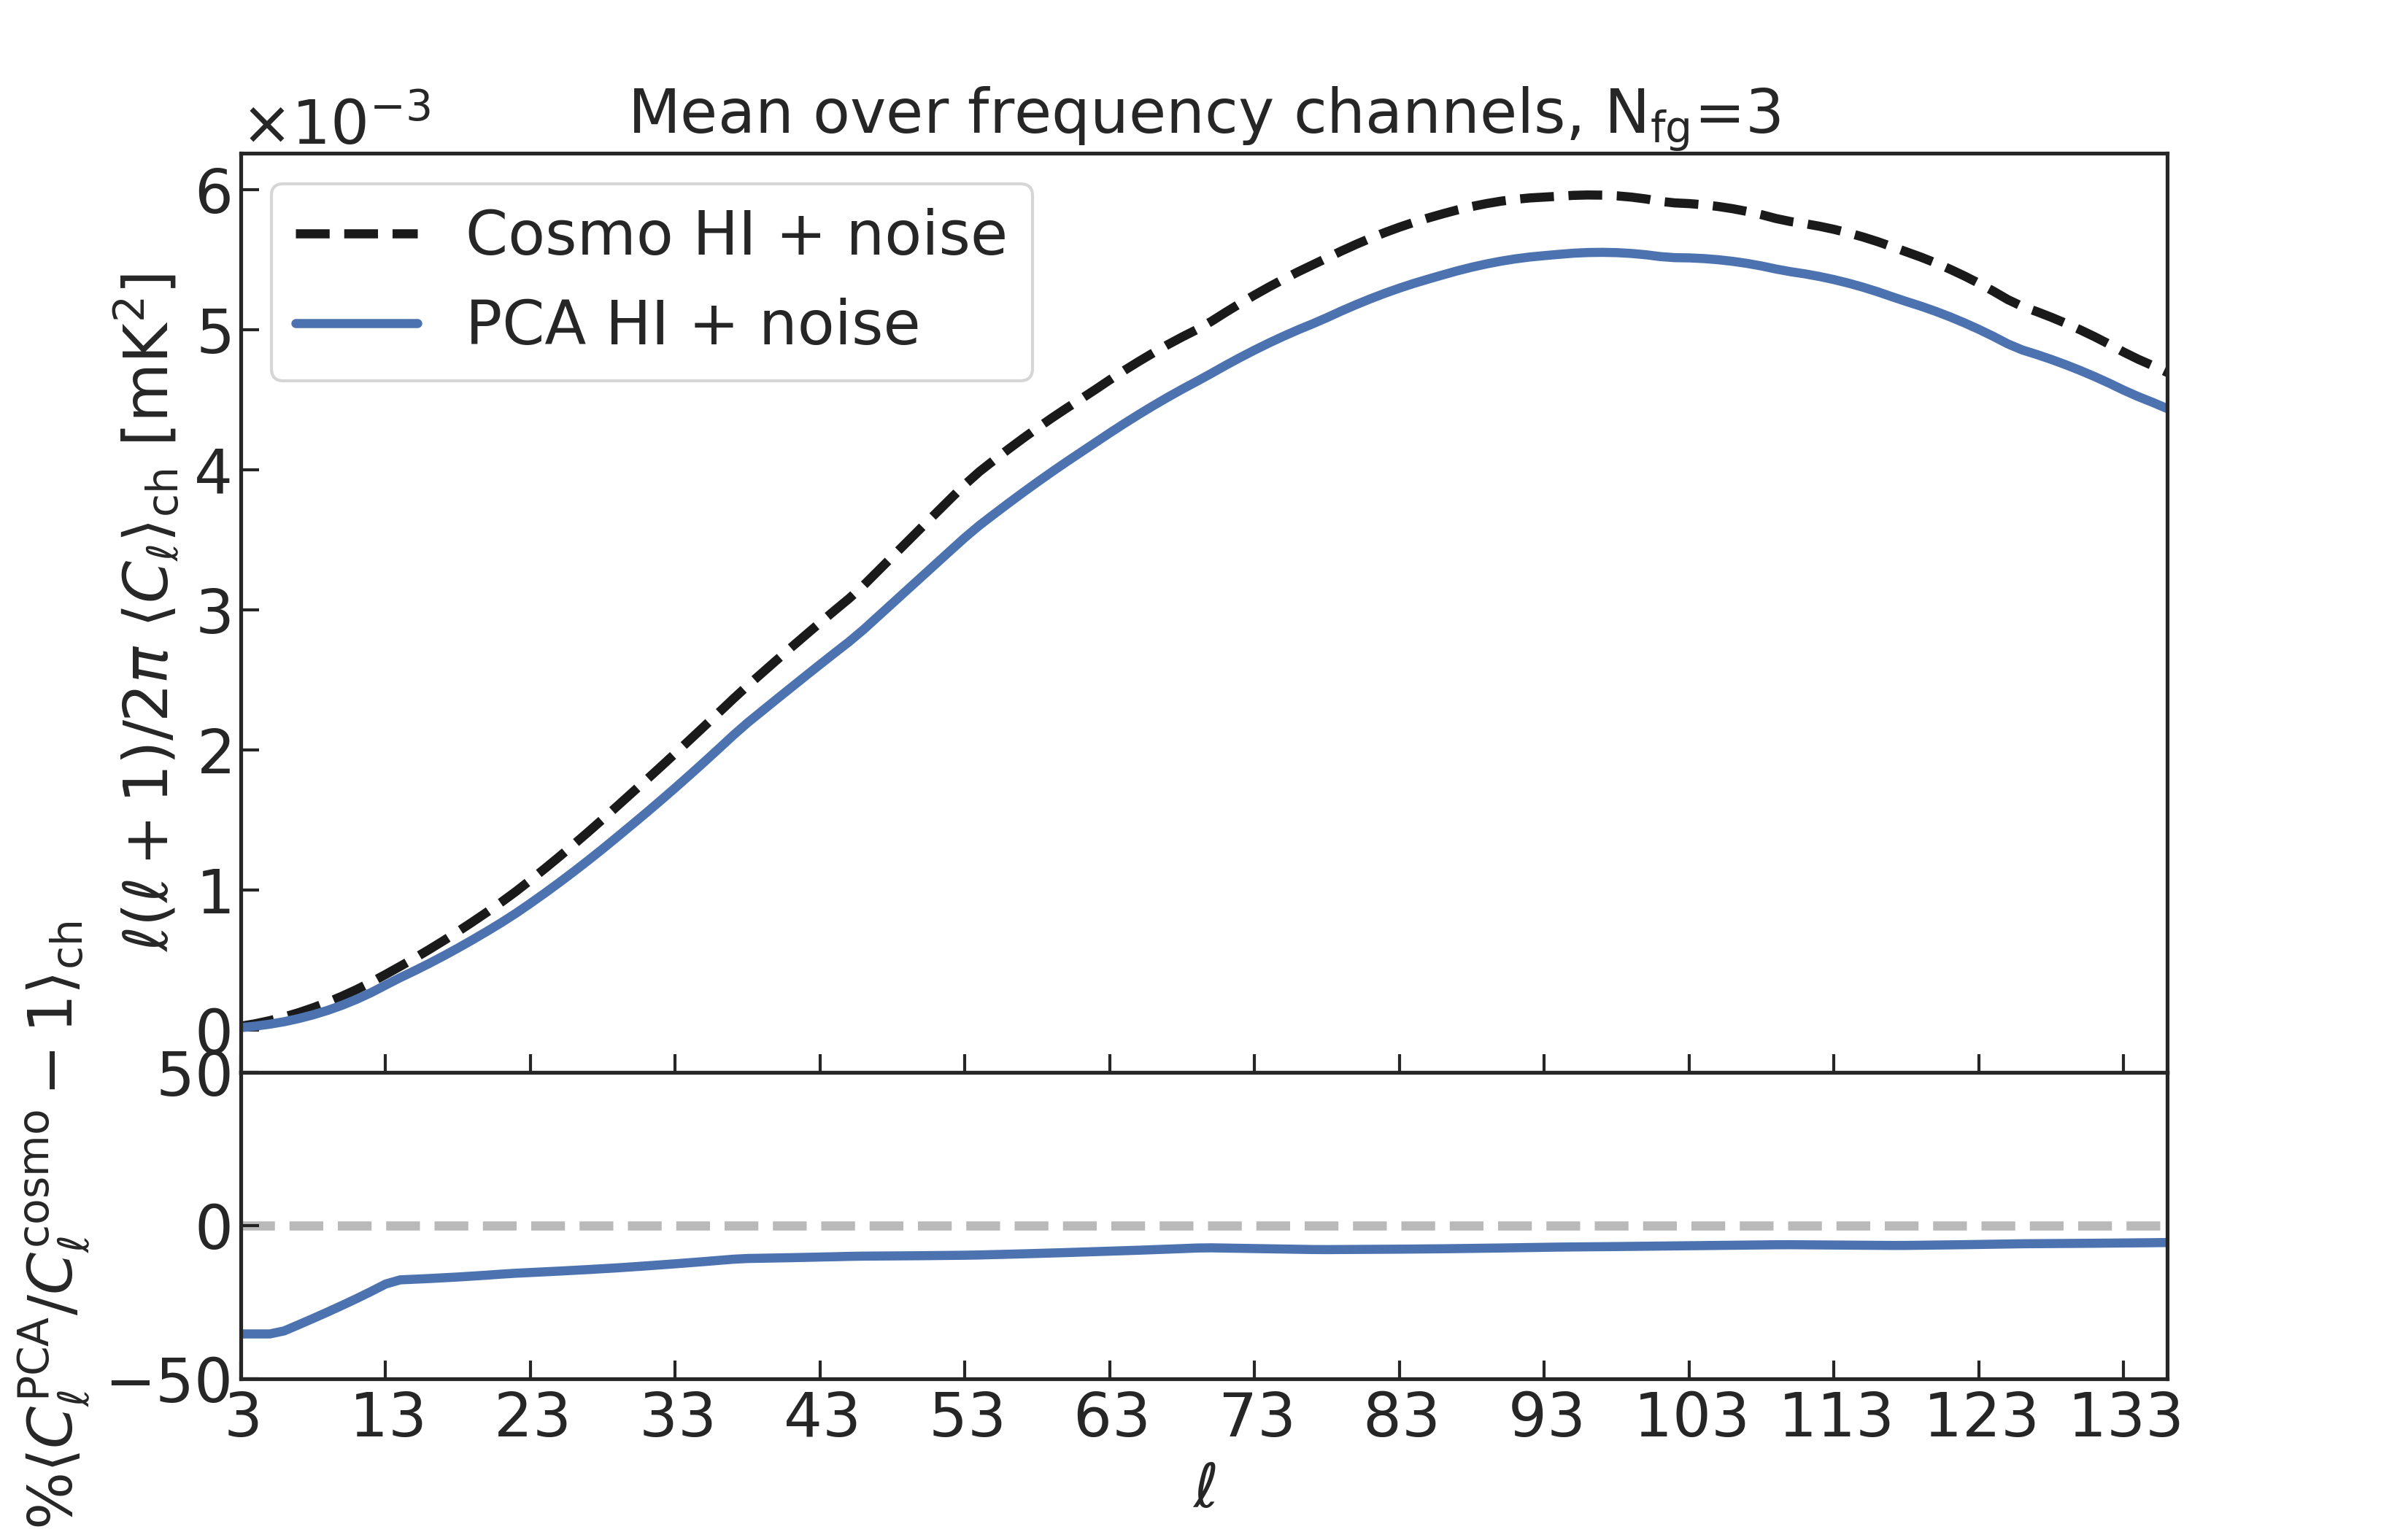 ×10⁻³
Mean over frequency channels, N_fg=3
Cosmo HI + noise
PCA HI + noise
ℓ(ℓ + 1)/2π ⟨C_ℓ⟩_ch [mK²]
6
5
4
3
2
1
0
%⟨C_ℓ^PCA/C_ℓ^cosmo − 1⟩_ch
50
0
−50
3 13 23 33 43 53 63 73 83 93 103 113 123 133
ℓ